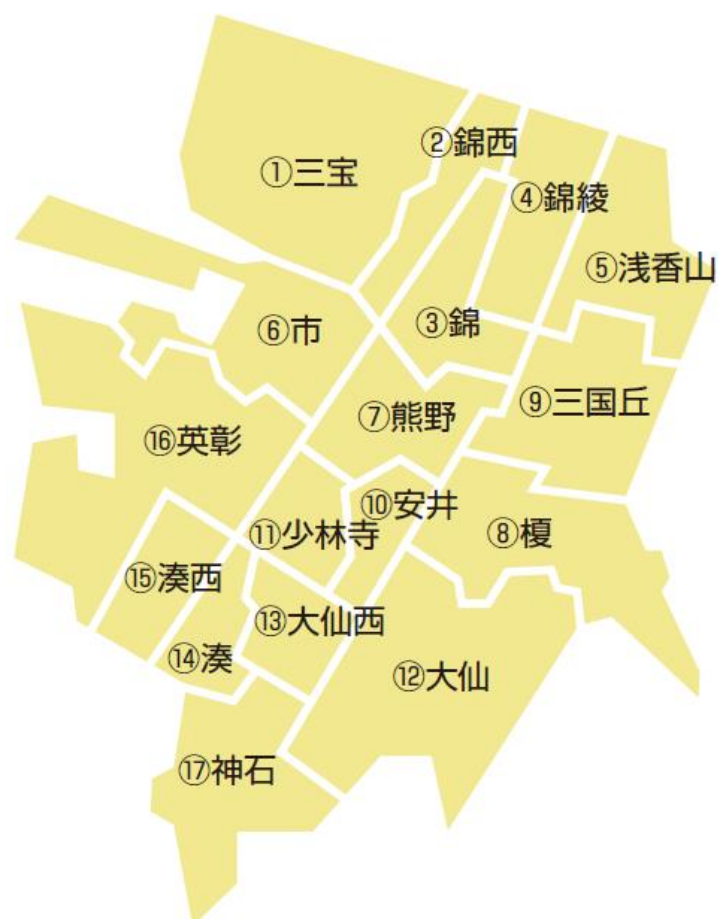 ①三宝
②錦西
③錦
④錦綾
⑤浅香山
⑥市
⑦熊野
⑧榎
⑨三国丘
⑩安井
⑪少林寺
⑫大仙
⑬大仙西
⑭湊
⑮湊西
⑯英彰
⑰神石